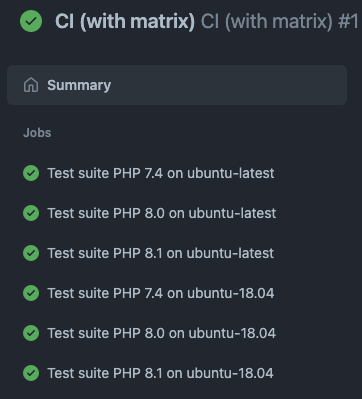 CI (with matrix) CI (with matrix) #1
Summary
Jobs
Test suite PHP 7.4 on ubuntu-latest
Test suite PHP 8.0 on ubuntu-latest
Test suite PHP 8.1 on ubuntu-latest
Test suite PHP 7.4 on ubuntu-18.04
Test suite PHP 8.0 on ubuntu-18.04
Test suite PHP 8.1 on ubuntu-18.04